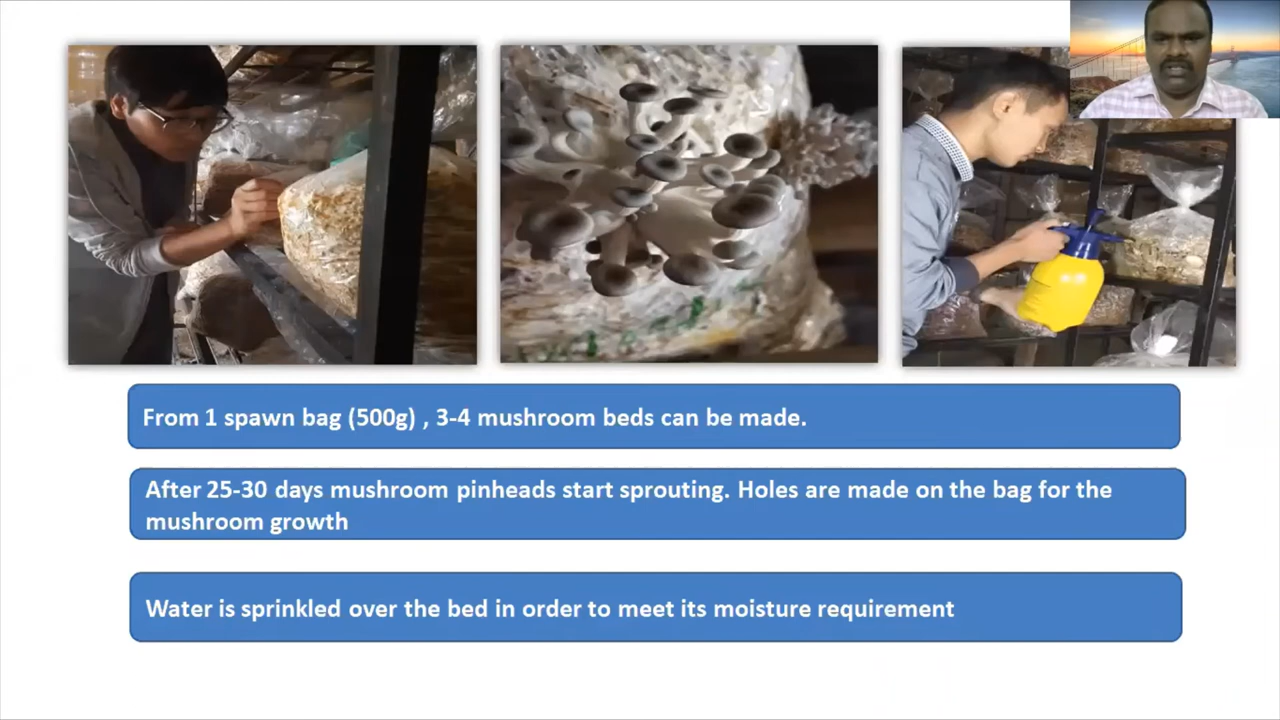 From 1 spawn bag (500g) , 3-4 mushroom beds can be made.
After 25-30 days mushroom pinheads start sprouting. Holes are made on the bag for the
mushroom growth
Water is sprinkled over the bed in order to meet its moisture requirement